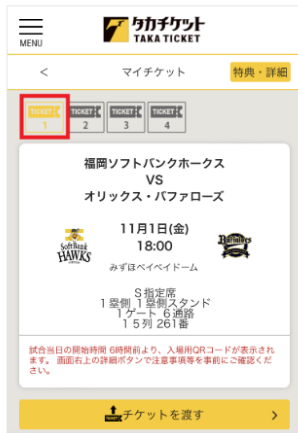 MENU
タカチケット
TAKA TICKET
<
マイチケット
特典・詳細
TICKET TICKET TICKET TICKET
1 2 3 4
福岡ソフトバンクホークス
VS
オリックス・バファローズ
11月1日(金)
18:00
SoftBank
HAWKS
Buffaloes
みずほペイペイドーム
S指定席
1塁側 1塁側スタンド
1ゲート 6通路
15列 261番
試合当日の開始時間 6時間前より、入場用QRコードが表示され
ます。 画面右上の詳細ボタンで注意事項等を事前にご確認くだ
さい。
TICKET
チケットを渡す
>